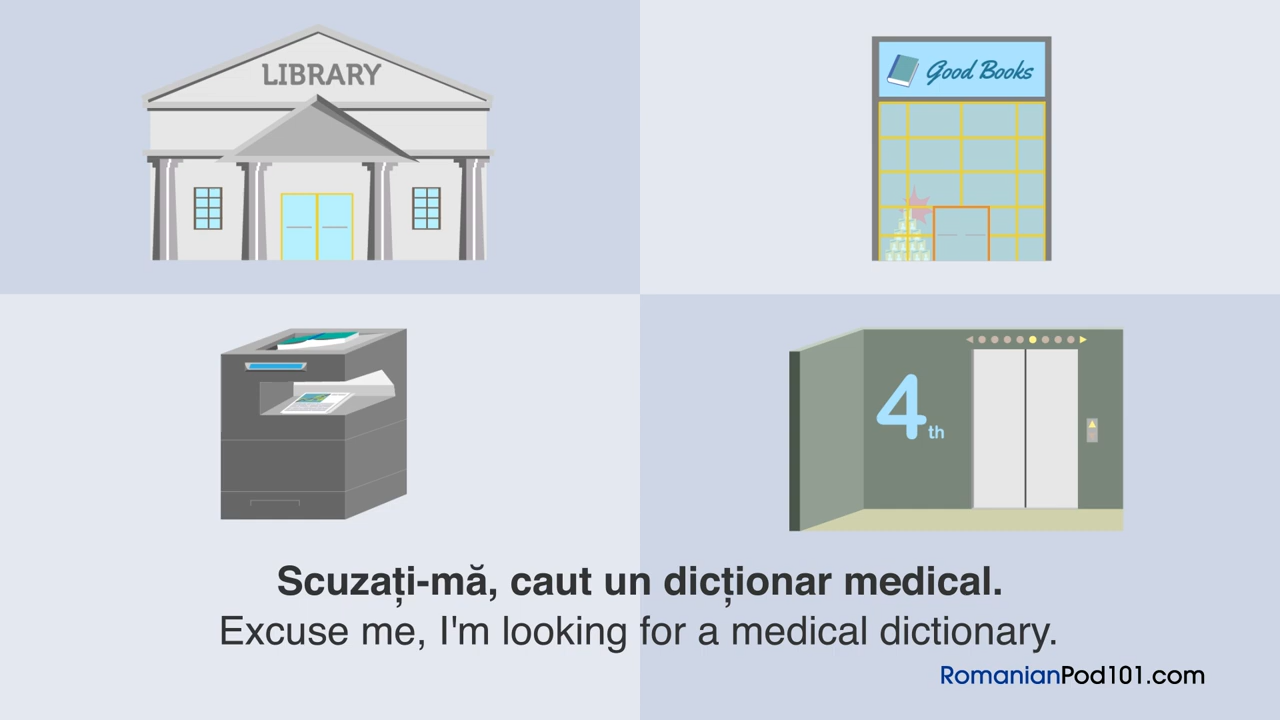 LIBRARY
Good Books
4th
Scuzați-mă, caut un dicționar medical.
Excuse me, I'm looking for a medical dictionary.
RomanianPod101.com